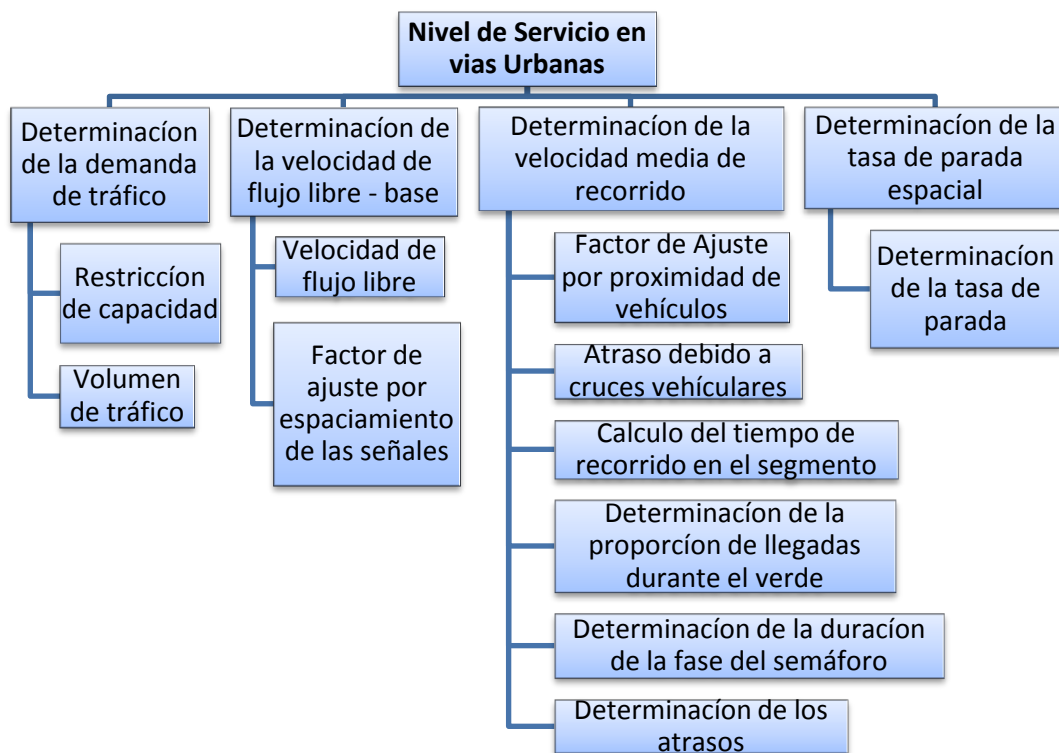 Nivel de Servicio en
vias Urbanas
Determinacíon
de la demanda
de tráfico
Restriccíon
de capacidad
Volumen
de tráfico
Determinacíon de
la velocidad de
flujo libre - base
Velocidad de
flujo libre
Factor de
ajuste por
espaciamiento
de las señales
Determinacíon de la
velocidad media de
recorrido
Factor de Ajuste
por proximidad de
vehículos
Atraso debido a
cruces vehículares
Calculo del tiempo de
recorrido en el segmento
Determinacíon de la
proporcíon de llegadas
durante el verde
Determinacíon de la duracíon
de la fase del semáforo
Determinacíon de los
atrasos
Determinacíon de la
tasa de parada
espacial
Determinacíon
de la tasa de
parada